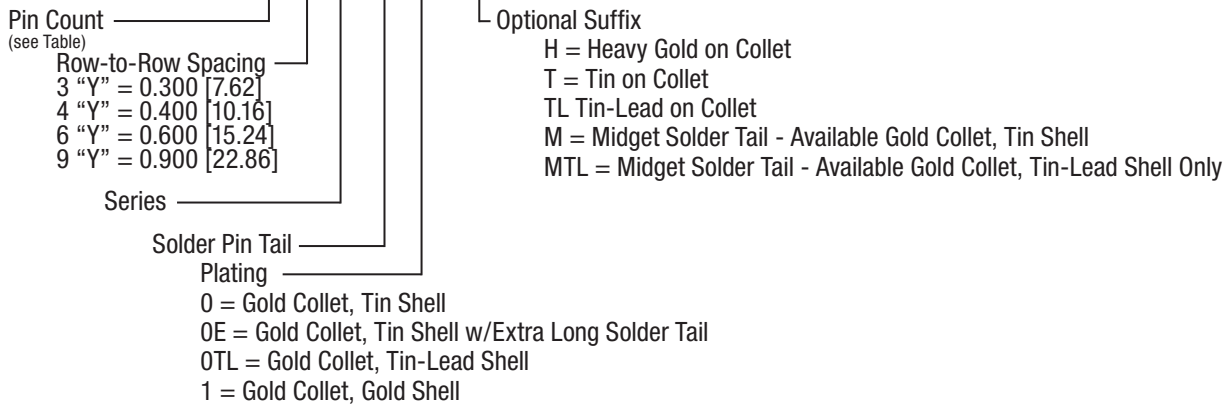 Pin Count
(see Table)
Row-to-Row Spacing
3 “Y” = 0.300 [7.62]
4 “Y” = 0.400 [10.16]
6 “Y” = 0.600 [15.24]
9 “Y” = 0.900 [22.86]
Series
Solder Pin Tail
Plating
0 = Gold Collet, Tin Shell
0E = Gold Collet, Tin Shell w/Extra Long Solder Tail
0TL = Gold Collet, Tin-Lead Shell
1 = Gold Collet, Gold Shell
Optional Suffix
H = Heavy Gold on Collet
T = Tin on Collet
TL Tin-Lead on Collet
M = Midget Solder Tail - Available Gold Collet, Tin Shell
MTL = Midget Solder Tail - Available Gold Collet, Tin-Lead Shell Only